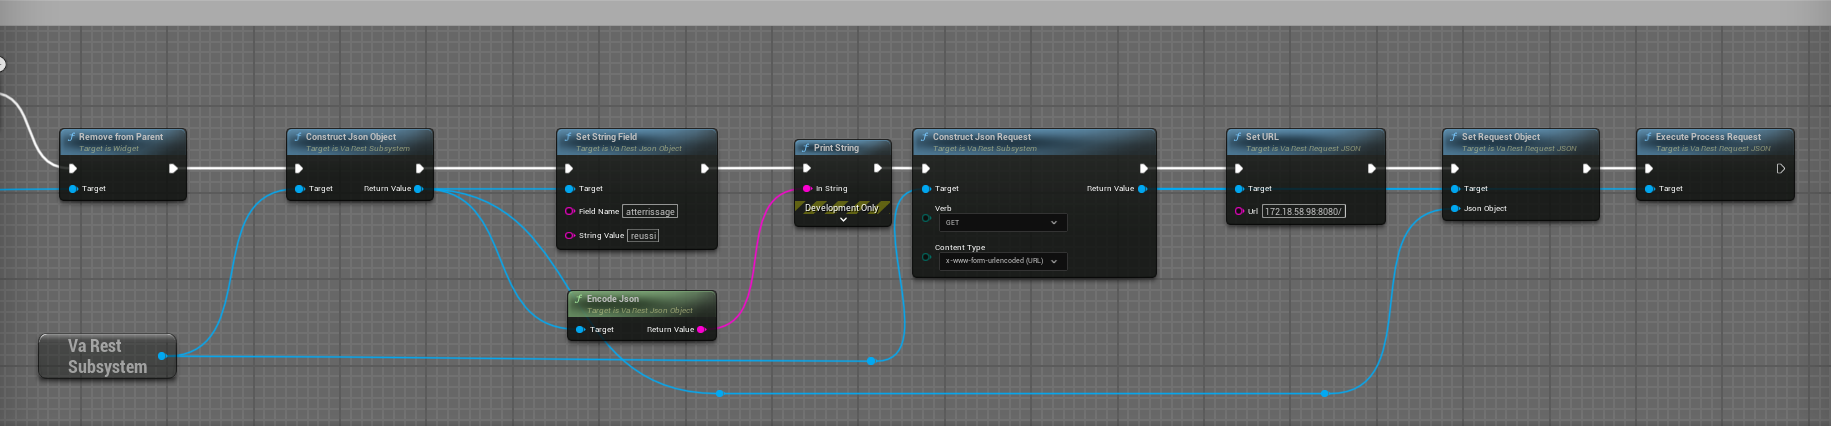 Remove from Parent
Target is Widget
Target
Construct Json Object
Target is Va Rest Subsystem
Target Return Value
Set String Field
Target is Va Rest Json Object
Target
Field Name atterrissage
String Value reussi
Print String
In String
Development Only
Construct Json Request
Target is Va Rest Subsystem
Target Return Value
Verb
GET
Content Type
x-www-form-urlencoded (URL)
Set URL
Target is Va Rest Request JSON
Target
Url 172.18.58.98:8080/
Set Request Object
Target is Va Rest Request JSON
Target
Json Object
Execute Process Request
Target is Va Rest Request JSON
Target
Encode Json
Target is Va Rest Json Object
Target Return Value
Va Rest
Subsystem